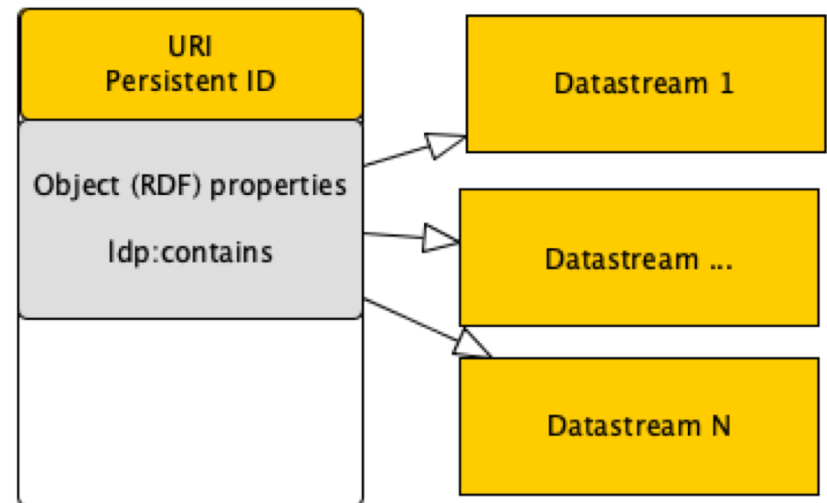 URI
Persistent ID
Object (RDF) properties
ldp:contains
Datastream 1
Datastream ...
Datastream N